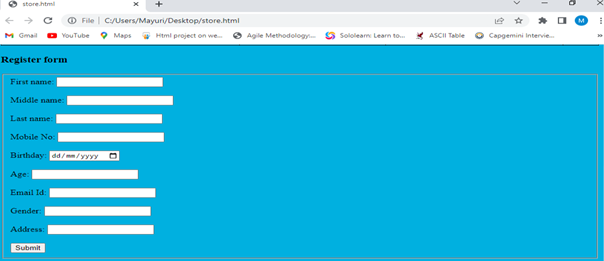 store.html
File C:/Users/Mayuri/Desktop/store.html
M
Gmail YouTube Maps Html project on we... Agile Methodology:... Sololearn: Learn to... ASCII Table Capgemini Intervie... »
Register form
First name:
Middle name:
Last name:
Mobile No:
Birthday: dd/mm/yyyy
Age:
Email Id:
Gender:
Address:
Submit